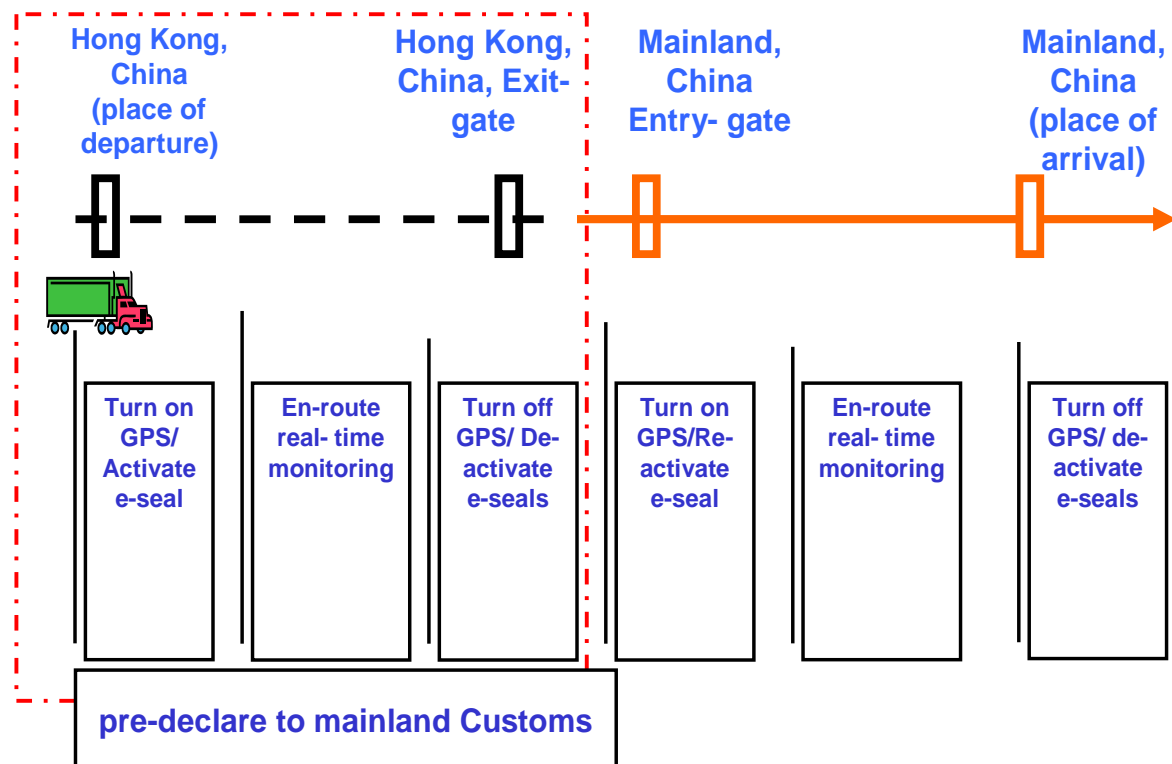 Hong Kong,
China
(place of
departure)
Hong Kong,
China, Exit-
gate
Mainland,
China
Entry- gate
Mainland,
China
(place of
arrival)
Turn on
GPS/
Activate
e-seal
En-route
real- time
monitoring
Turn off
GPS/ De-
activate
e-seals
Turn on
GPS/Re-
activate
e-seal
En-route
real- time
monitoring
Turn off
GPS/ de-
activate
e-seals
pre-declare to mainland Customs